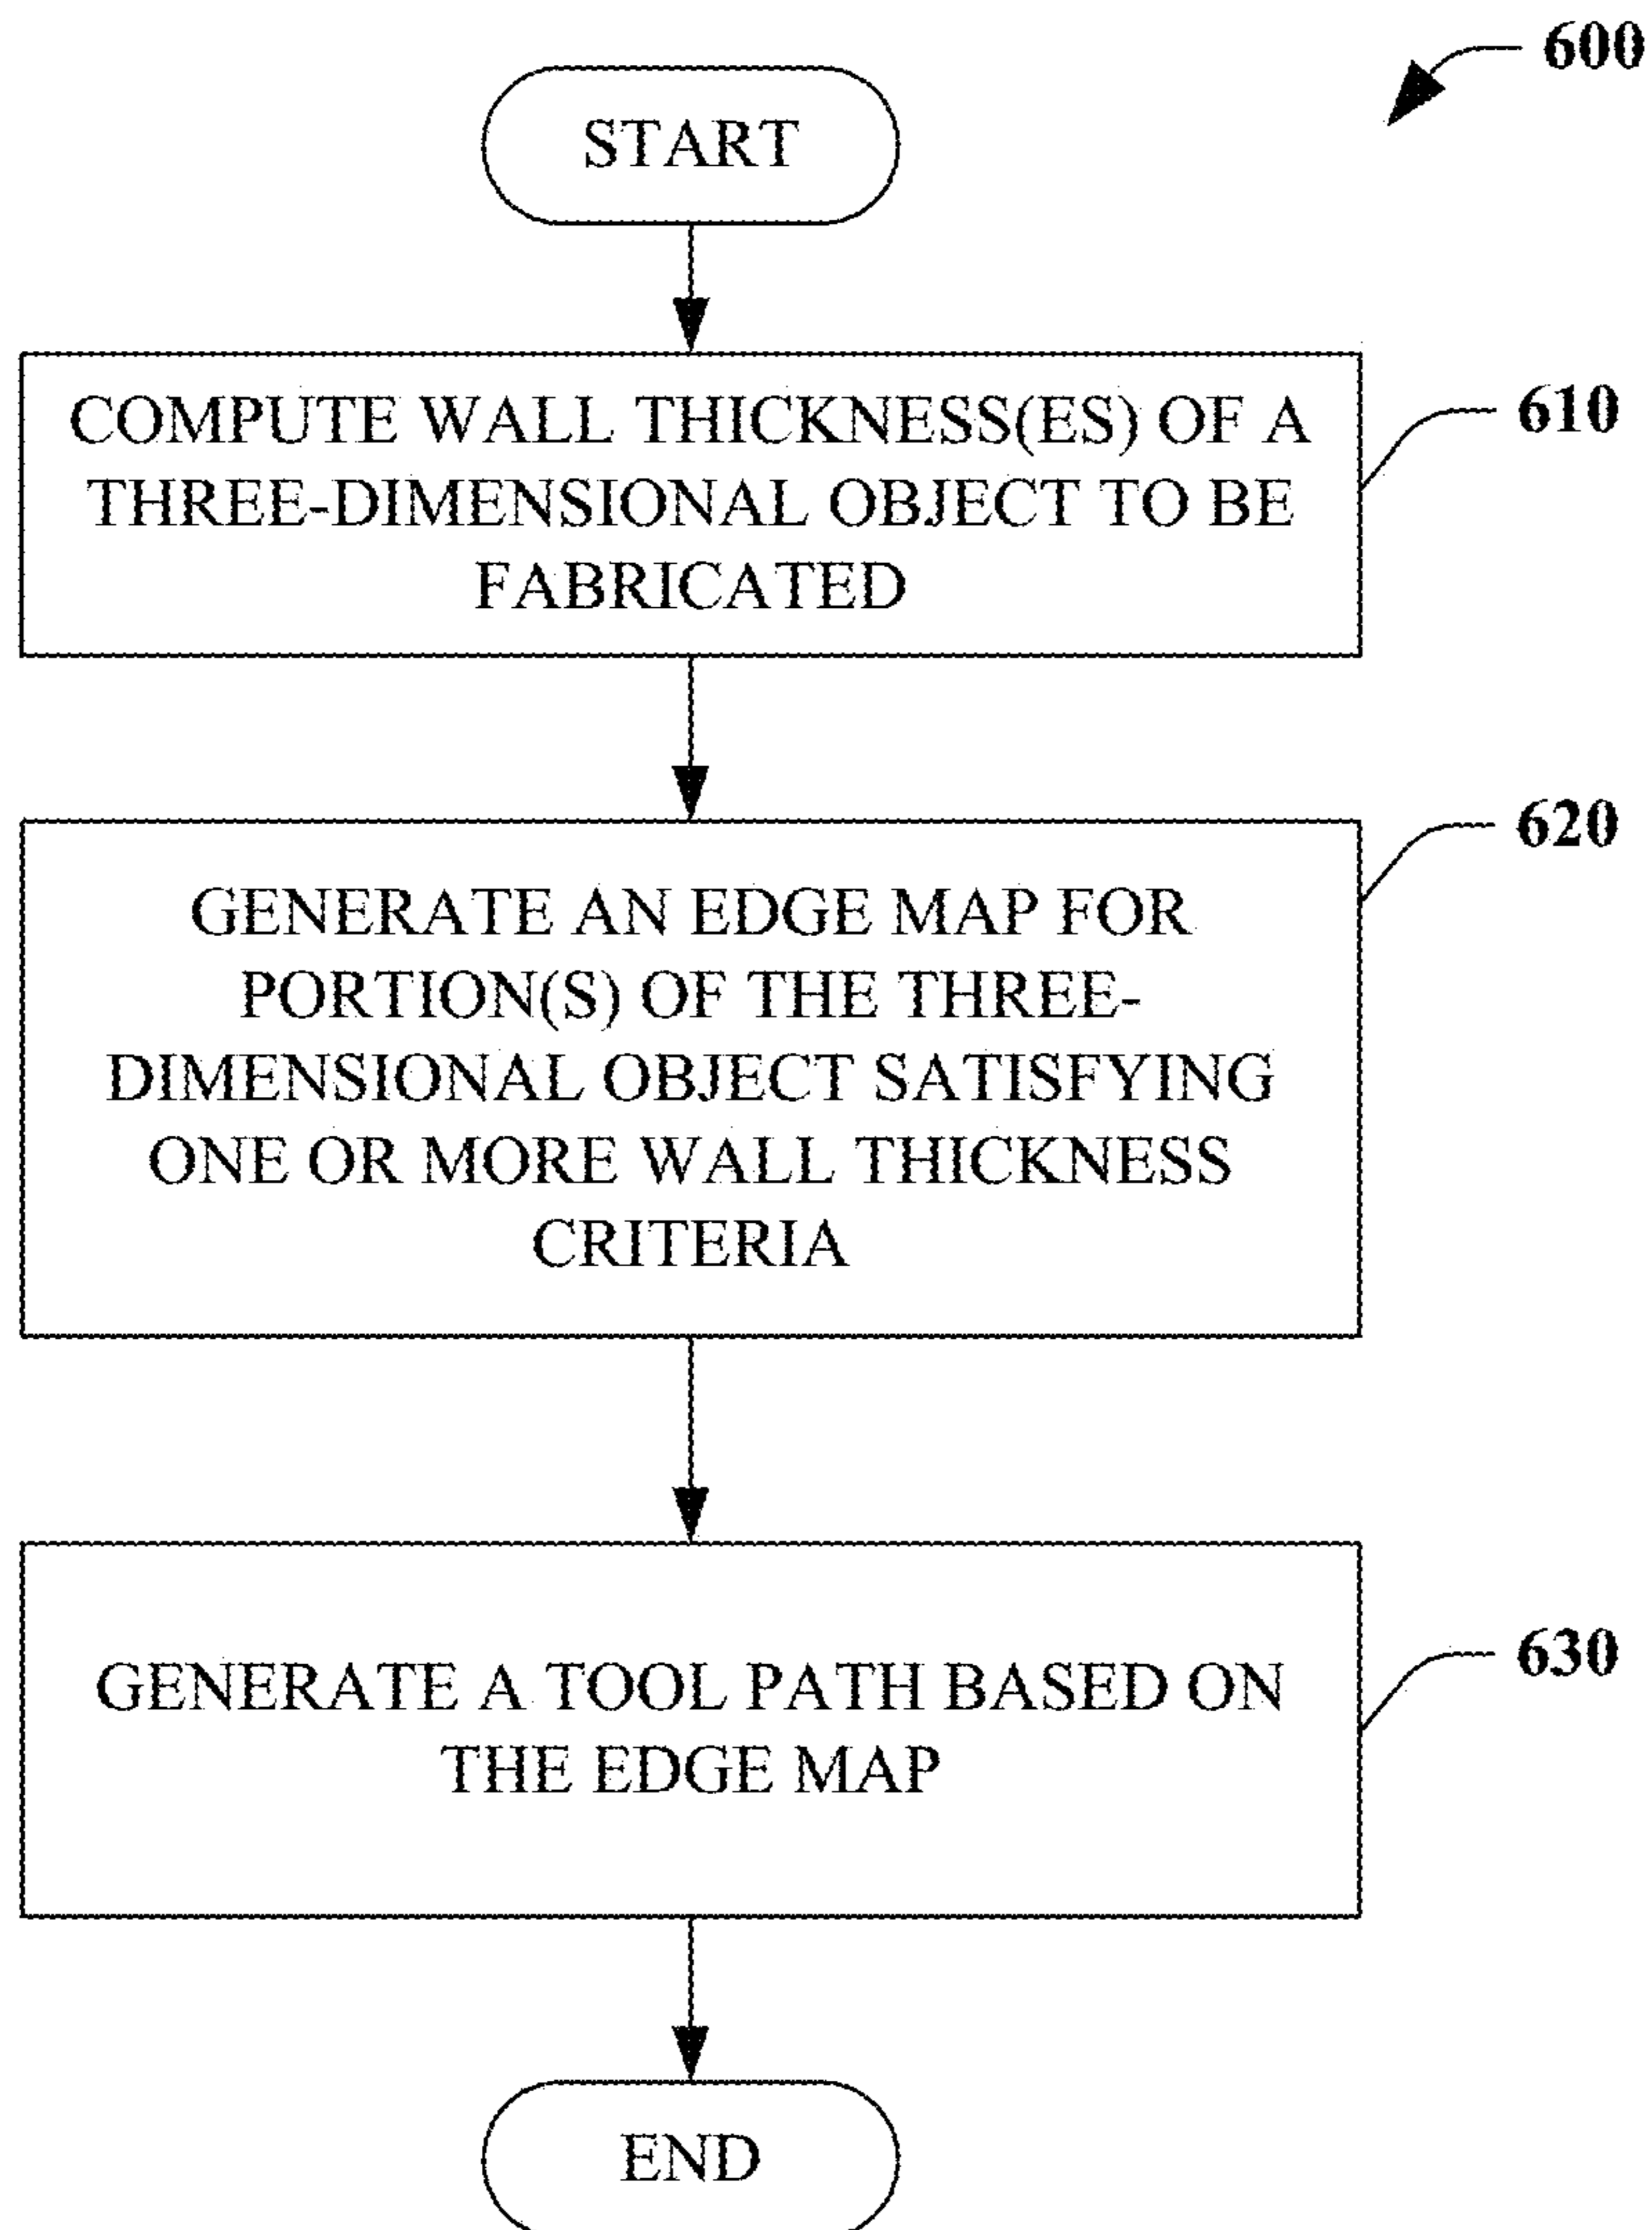 600
START
COMPUTE WALL THICKNESS(ES) OF A
THREE-DIMENSIONAL OBJECT TO BE
FABRICATED
610
GENERATE AN EDGE MAP FOR
PORTION(S) OF THE THREE-
DIMENSIONAL OBJECT SATISFYING
ONE OR MORE WALL THICKNESS
CRITERIA
620
GENERATE A TOOL PATH BASED ON
THE EDGE MAP
630
END